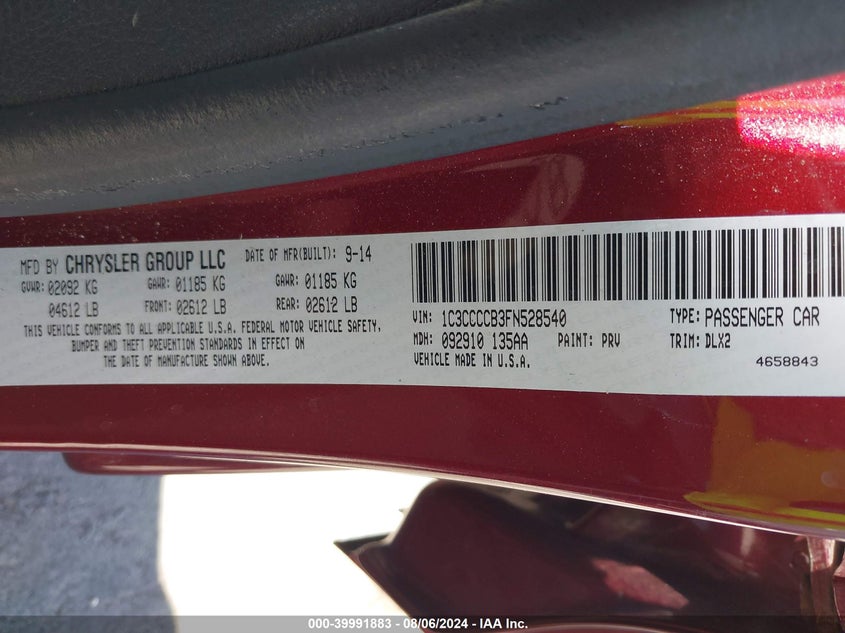 MFD BY CHRYSLER GROUP LLC DATE OF MFR(BUILT): 9-14
GVWR: 02092 KG GAWR: 01185 KG GAWR: 01185 KG
04612 LB FRONT: 02612 LB REAR: 02612 LB
THIS VEHICLE CONFORMS TO ALL APPLICABLE U.S.A. FEDERAL MOTOR VEHICLE SAFETY,
BUMPER AND THEFT PREVENTION STANDARDS IN EFFECT ON
THE DATE OF MANUFACTURE SHOWN ABOVE.
VIN: 1C3CCCCB3FN528540 TYPE: PASSENGER CAR
MDH: 092910 135AA PAINT: PRV TRIM: DLX2
VEHICLE MADE IN U.S.A. 4658843
000-39991883 - 08/06/2024 - IAA Inc.